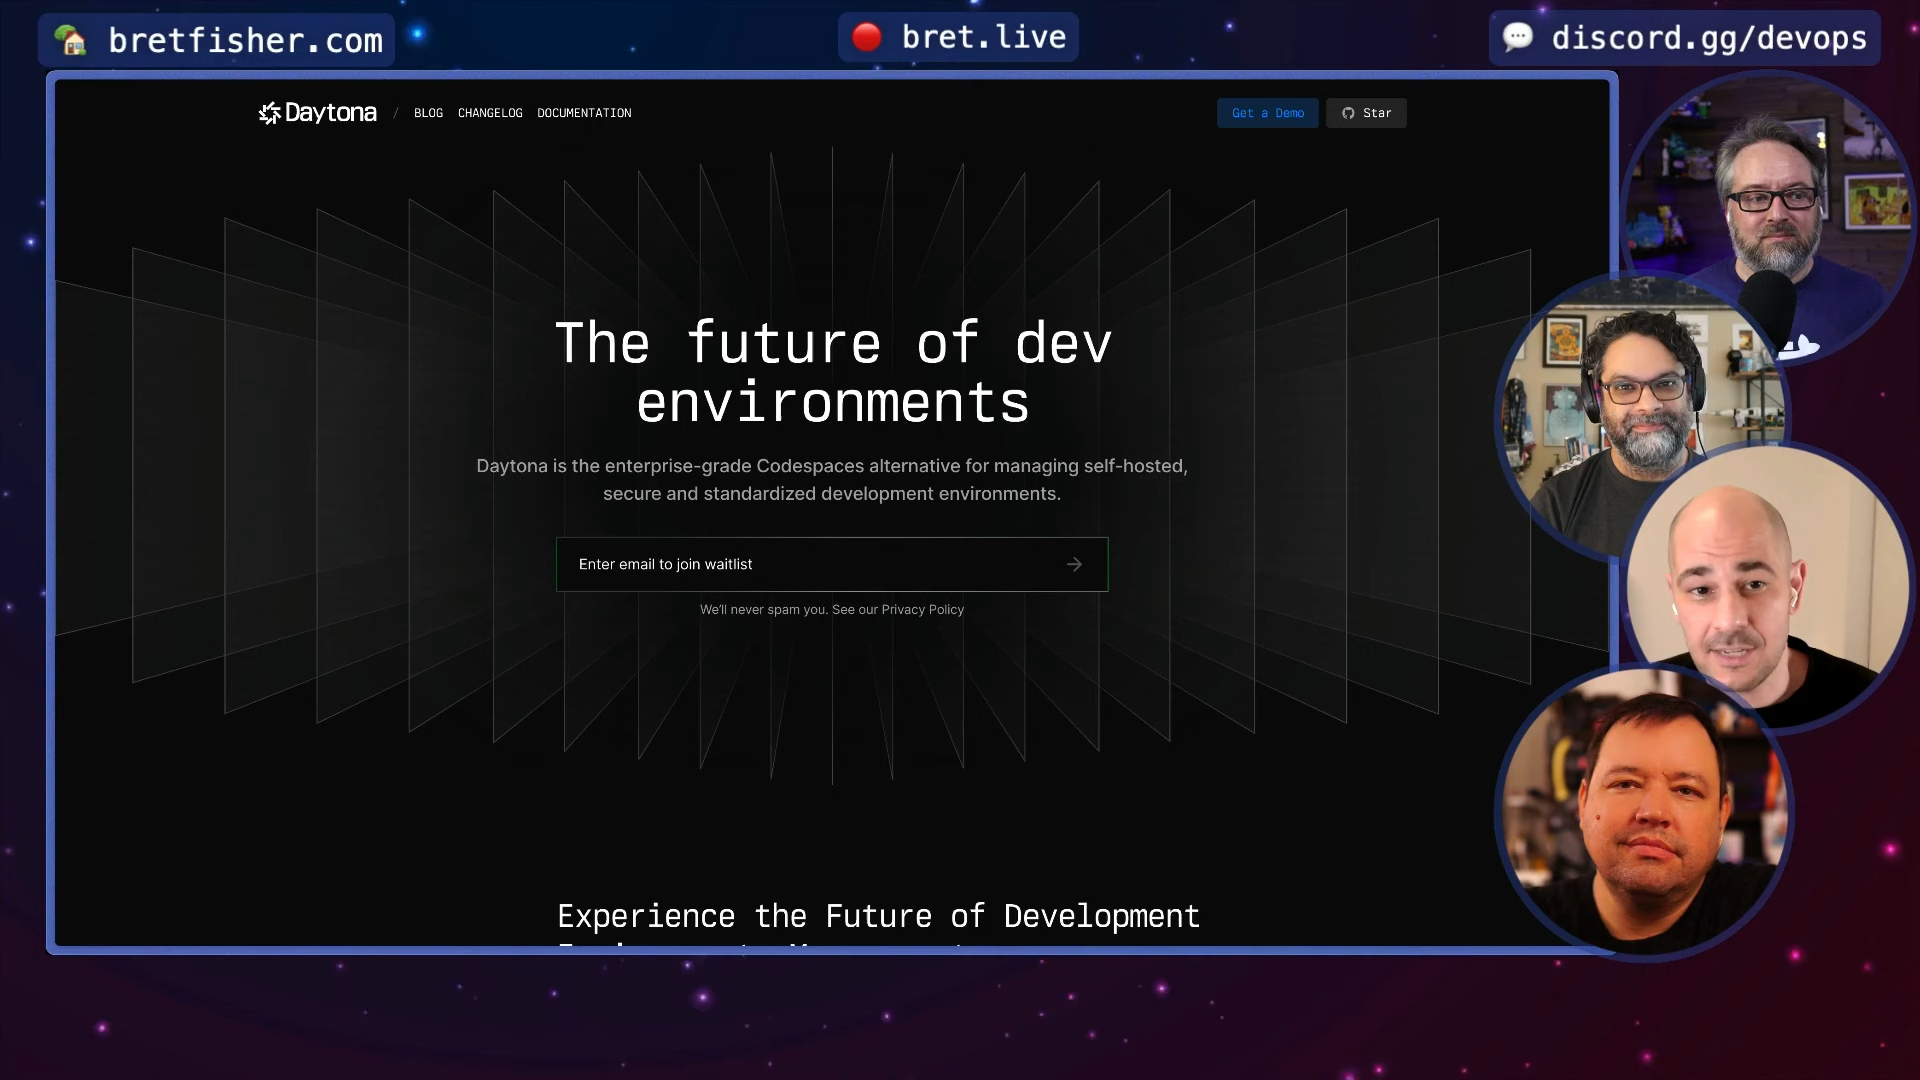 bretfisher.com
bret.live
discord.gg/devops
Daytona / BLOG CHANGELOG DOCUMENTATION
Get a Demo
Star
The future of dev
environments
Daytona is the enterprise-grade Codespaces alternative for managing self-hosted,
secure and standardized development environments.
Enter email to join waitlist
We'll never spam you. See our Privacy Policy
Experience the Future of Development